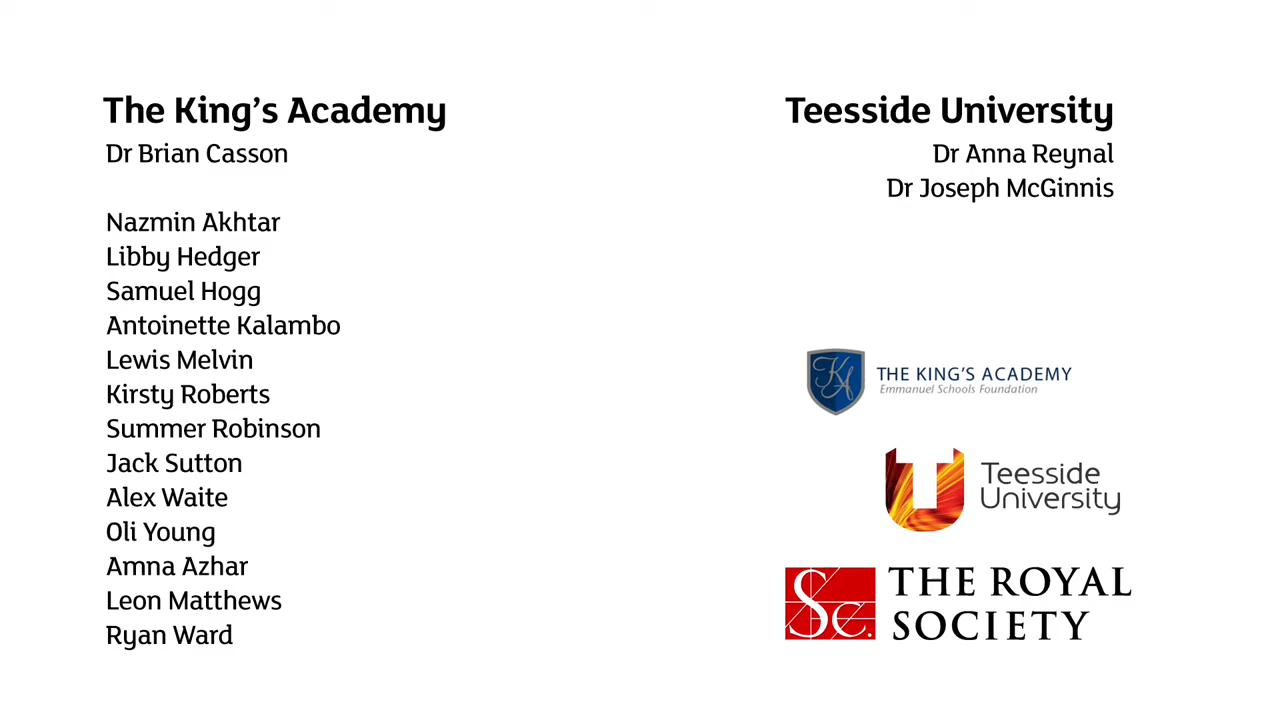 The King's Academy
Dr Brian Casson
Nazmin Akhtar
Libby Hedger
Samuel Hogg
Antoinette Kalambo
Lewis Melvin
Kirsty Roberts
Summer Robinson
Jack Sutton
Alex Waite
Oli Young
Amna Azhar
Leon Matthews
Ryan Ward
Teesside University
Dr Anna Reynal
Dr Joseph McGinnis
KA
THE KING'S ACADEMY
Emmanuel Schools Foundation
Teesside
University
Sc.
THE ROYAL
SOCIETY